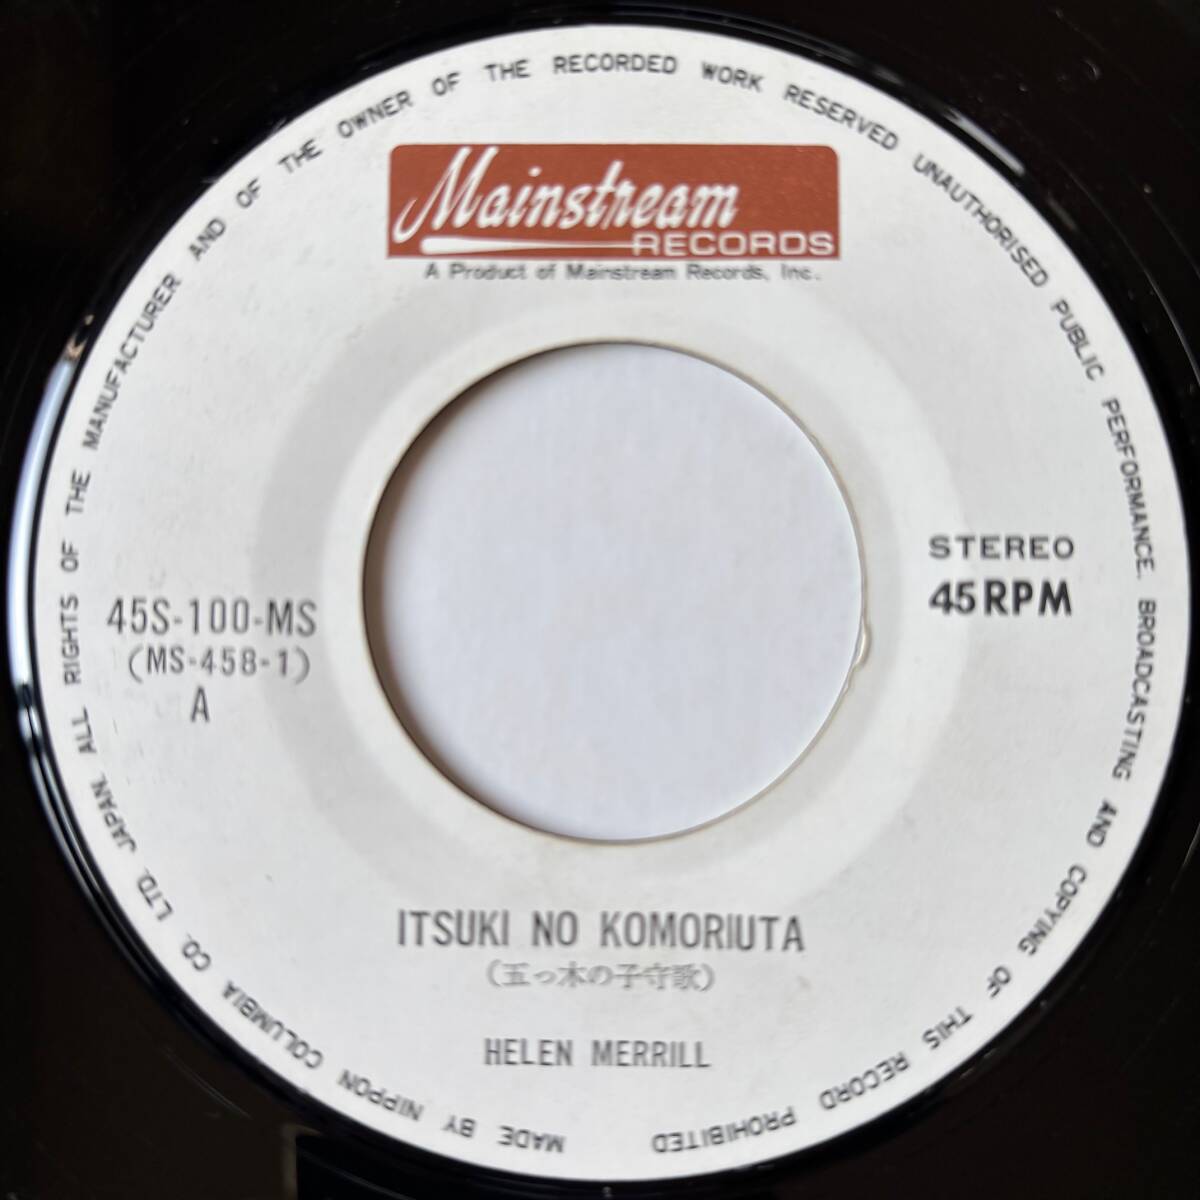 Mainstream
RECORDS
A Product of Mainstream Records, Inc.
STEREO
45RPM
45S-100-MS
(MS-458-1)
A
ITSUKI NO KOMORIUTA
(五っ木の子守歌)
HELEN MERRILL
MADE BY NIPPON COLUMBIA CO. LTD. JAPAN. ALL RIGHTS OF THE MANUFACTURER AND OF THE OWNER OF THE RECORDED WORK RESERVED UNAUTHORISED PUBLIC PERFORMANCE. BROADCASTING AND COPYING OF THIS RECORD PROHIBITED